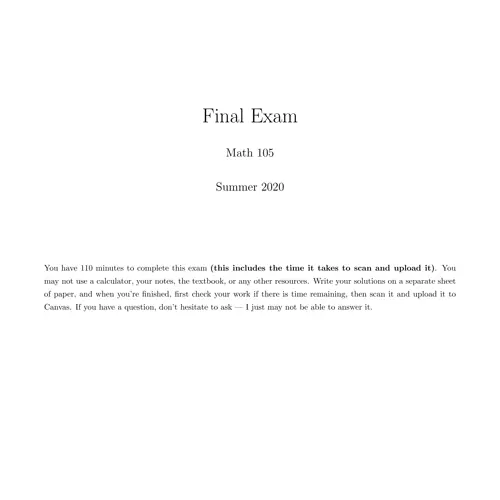 Final Exam
Math 105
Summer 2020
You have 110 minutes to complete this exam (this includes the time it takes to scan and upload it). You
may not use a calculator, your notes, the textbook, or any other resources. Write your solutions on a separate sheet
of paper, and when you're finished, first check your work if there is time remaining, then scan it and upload it to
Canvas. If you have a question, don't hesitate to ask — I just may not be able to answer it.